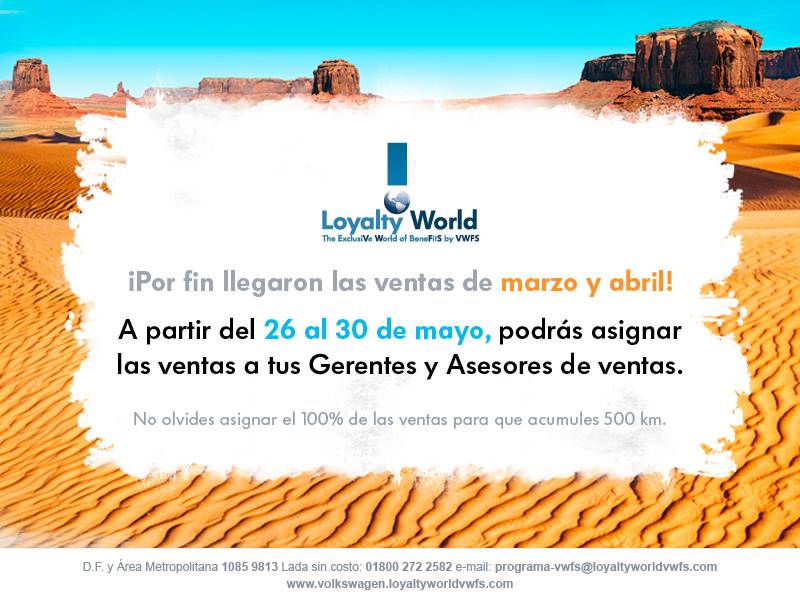 Loyalty World
The ExclusiVe World of BeneFitS by VWFS
¡Por fin llegaron las ventas de marzo y abril!
A partir del 26 al 30 de mayo, podrás asignar
las ventas a tus Gerentes y Asesores de ventas.
No olvides asignar el 100% de las ventas para que acumules 500 km.
D.F. y Área Metropolitana 1085 9813 Lada sin costo: 01800 272 2582 e-mail: programa-vwfs@loyaltyworldvwfs.com
www.volkswagen.loyaltyworldvwfs.com